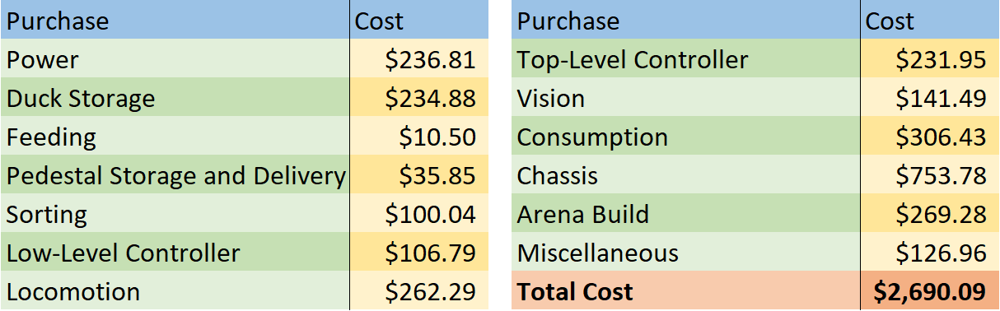 Purchase Cost
Power $236.81
Duck Storage $234.88
Feeding $10.50
Pedestal Storage and Delivery $35.85
Sorting $100.04
Low-Level Controller $106.79
Locomotion $262.29
Purchase Cost
Top-Level Controller $231.95
Vision $141.49
Consumption $306.43
Chassis $753.78
Arena Build $269.28
Miscellaneous $126.96
Total Cost $2,690.09